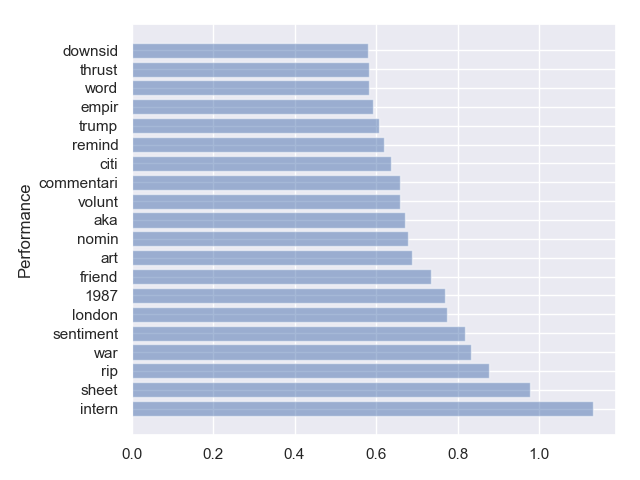 downsid
thrust
word
empir
trump
remind
citi
commentari
volunt
aka
nomin
art
friend
1987
london
sentiment
war
rip
sheet
intern
Performance
0.0 0.2 0.4 0.6 0.8 1.0